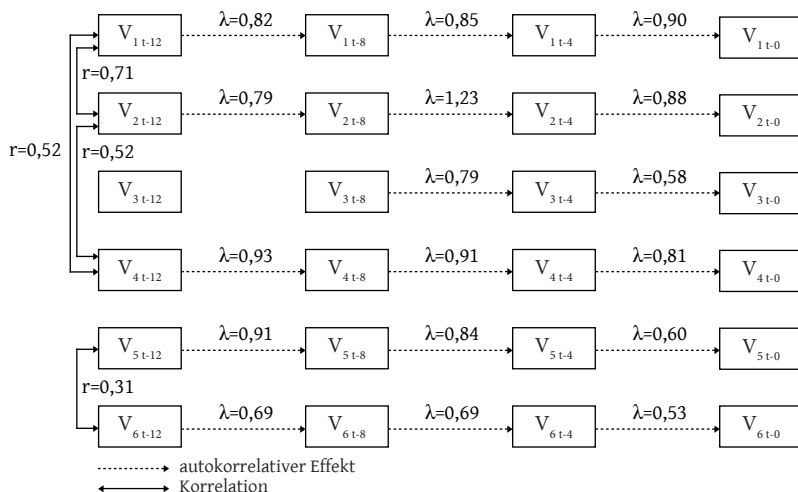 λ=0,82 λ=0,85 λ=0,90
V1 t-12 V1 t-8 V1 t-4 V1 t-0
r=0,71
λ=0,79 λ=1,23 λ=0,88
V2 t-12 V2 t-8 V2 t-4 V2 t-0
r=0,52 r=0,52
λ=0,79 λ=0,58
V3 t-12 V3 t-8 V3 t-4 V3 t-0
λ=0,93 λ=0,91 λ=0,81
V4 t-12 V4 t-8 V4 t-4 V4 t-0
λ=0,91 λ=0,84 λ=0,60
V5 t-12 V5 t-8 V5 t-4 V5 t-0
r=0,31
λ=0,69 λ=0,69 λ=0,53
V6 t-12 V6 t-8 V6 t-4 V6 t-0
autokorrelativer Effekt
Korrelation